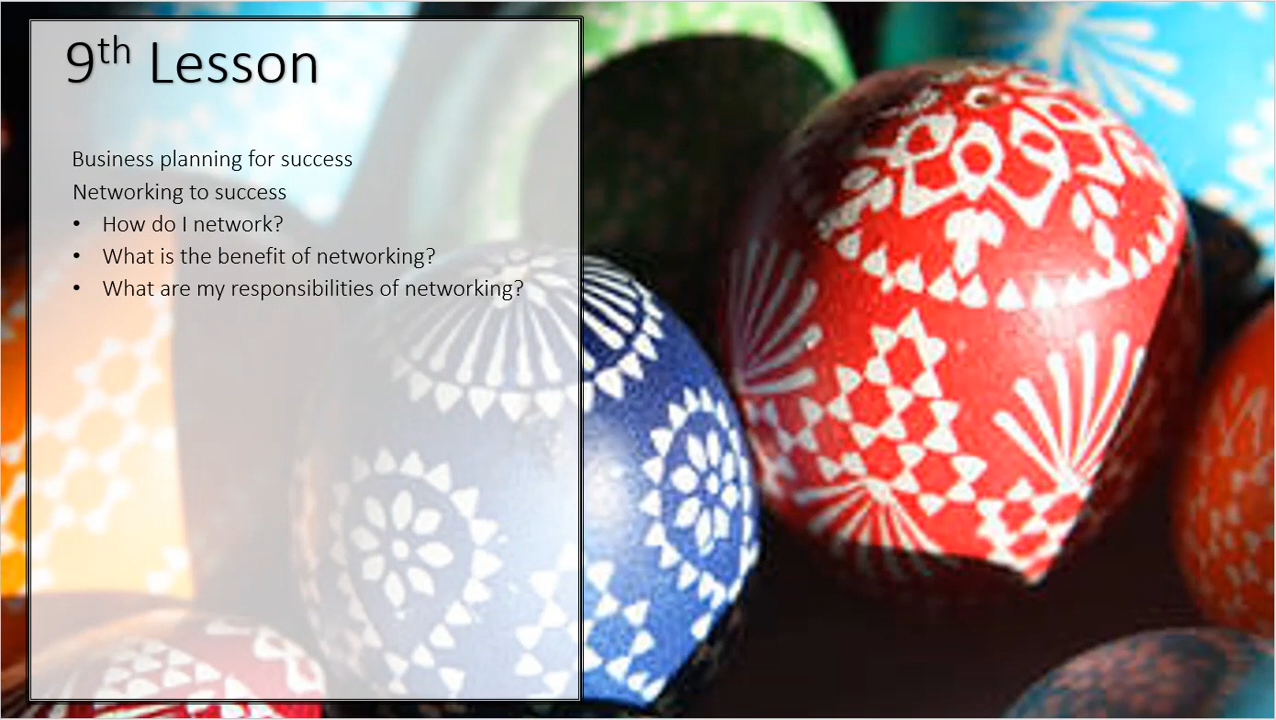 9th Lesson
Business planning for success
Networking to success
• How do I network?
• What is the benefit of networking?
• What are my responsibilities of networking?